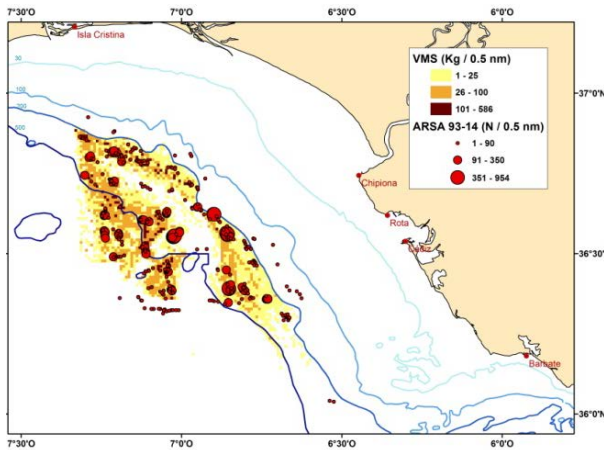 7°30'O
7°0'O
6°30'O
6°0'O
Isla Cristina
VMS (Kg / 0.5 nm)
1 - 25
26 - 100
101 - 586
ARSA 93-14 (N / 0.5 nm)
1 - 90
91 - 350
351 - 954
30
100
200
500
37°0'N
Chipiona
Rota
Cádiz
36°30'N
Barbate
36°0'N
7°30'O
7°0'O
6°30'O
6°0'O